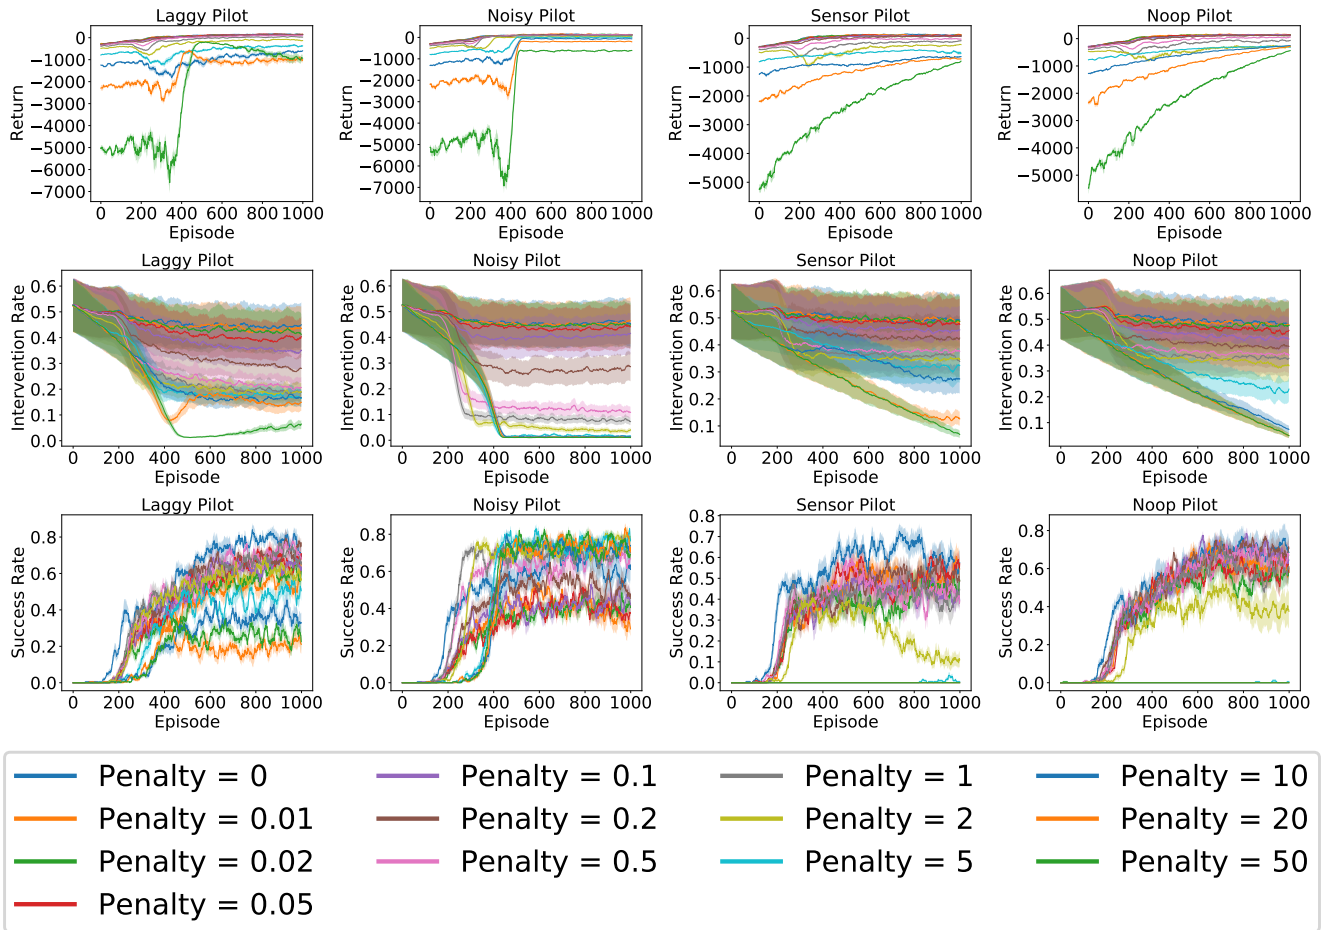 Laggy Pilot
0
−1000
−2000
−3000
−4000
−5000
−6000
−7000
Return
0 200 400 600 800 1000
Episode
Noisy Pilot
0
−1000
−2000
−3000
−4000
−5000
−6000
−7000
Return
0 200 400 600 800 1000
Episode
Sensor Pilot
0
−1000
−2000
−3000
−4000
−5000
Return
0 200 400 600 800 1000
Episode
Noop Pilot
0
−1000
−2000
−3000
−4000
−5000
Return
0 200 400 600 800 1000
Episode
Laggy Pilot
0.6
0.5
0.4
0.3
0.2
0.1
0.0
Intervention Rate
0 200 400 600 800 1000
Episode
Noisy Pilot
0.6
0.5
0.4
0.3
0.2
0.1
0.0
Intervention Rate
0 200 400 600 800 1000
Episode
Sensor Pilot
0.6
0.5
0.4
0.3
0.2
0.1
Intervention Rate
0 200 400 600 800 1000
Episode
Noop Pilot
0.6
0.5
0.4
0.3
0.2
0.1
Intervention Rate
0 200 400 600 800 1000
Episode
Laggy Pilot
0.8
0.6
0.4
0.2
0.0
Success Rate
0 200 400 600 800 1000
Episode
Noisy Pilot
0.8
0.6
0.4
0.2
0.0
Success Rate
0 200 400 600 800 1000
Episode
Sensor Pilot
0.8
0.7
0.6
0.5
0.4
0.3
0.2
0.1
0.0
Success Rate
0 200 400 600 800 1000
Episode
Noop Pilot
0.8
0.6
0.4
0.2
0.0
Success Rate
0 200 400 600 800 1000
Episode
Penalty = 0
Penalty = 0.01
Penalty = 0.02
Penalty = 0.05
Penalty = 0.1
Penalty = 0.2
Penalty = 0.5
Penalty = 1
Penalty = 2
Penalty = 5
Penalty = 10
Penalty = 20
Penalty = 50